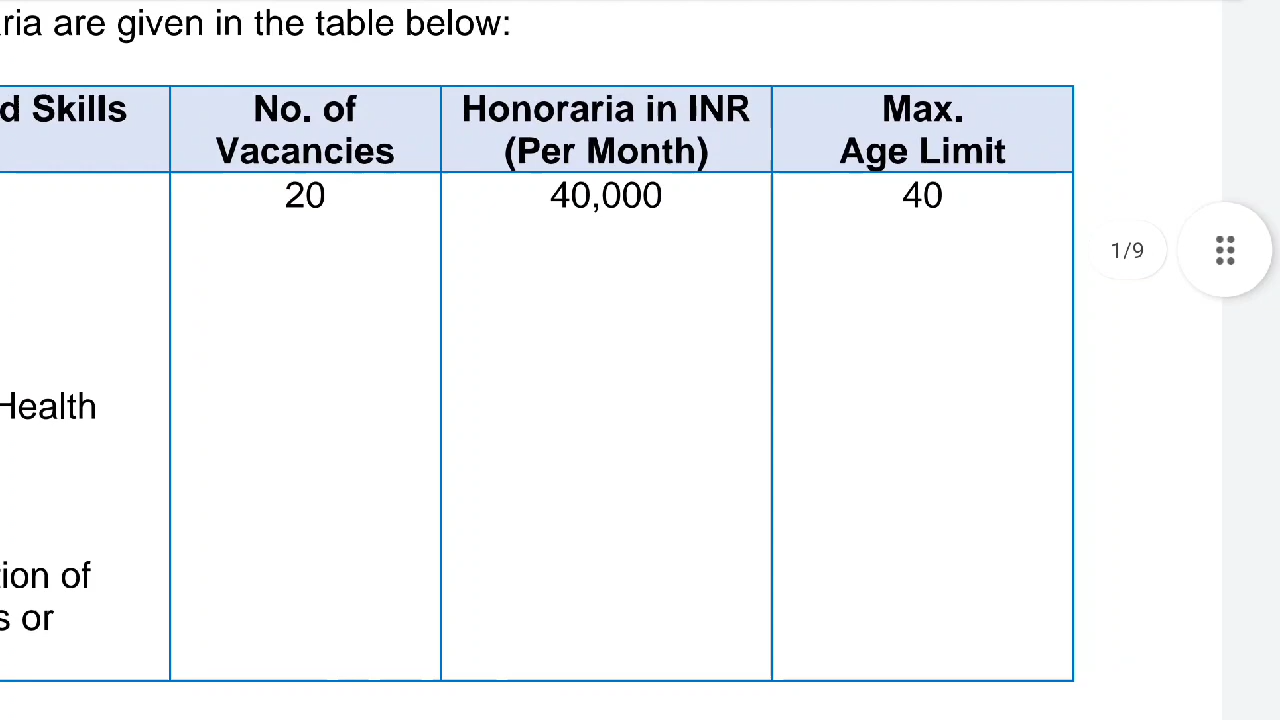 ria are given in the table below:
d Skills
No. of
Vacancies
Honoraria in INR
(Per Month)
Max.
Age Limit
20
40,000
40
1/9
Health
tion of
s or